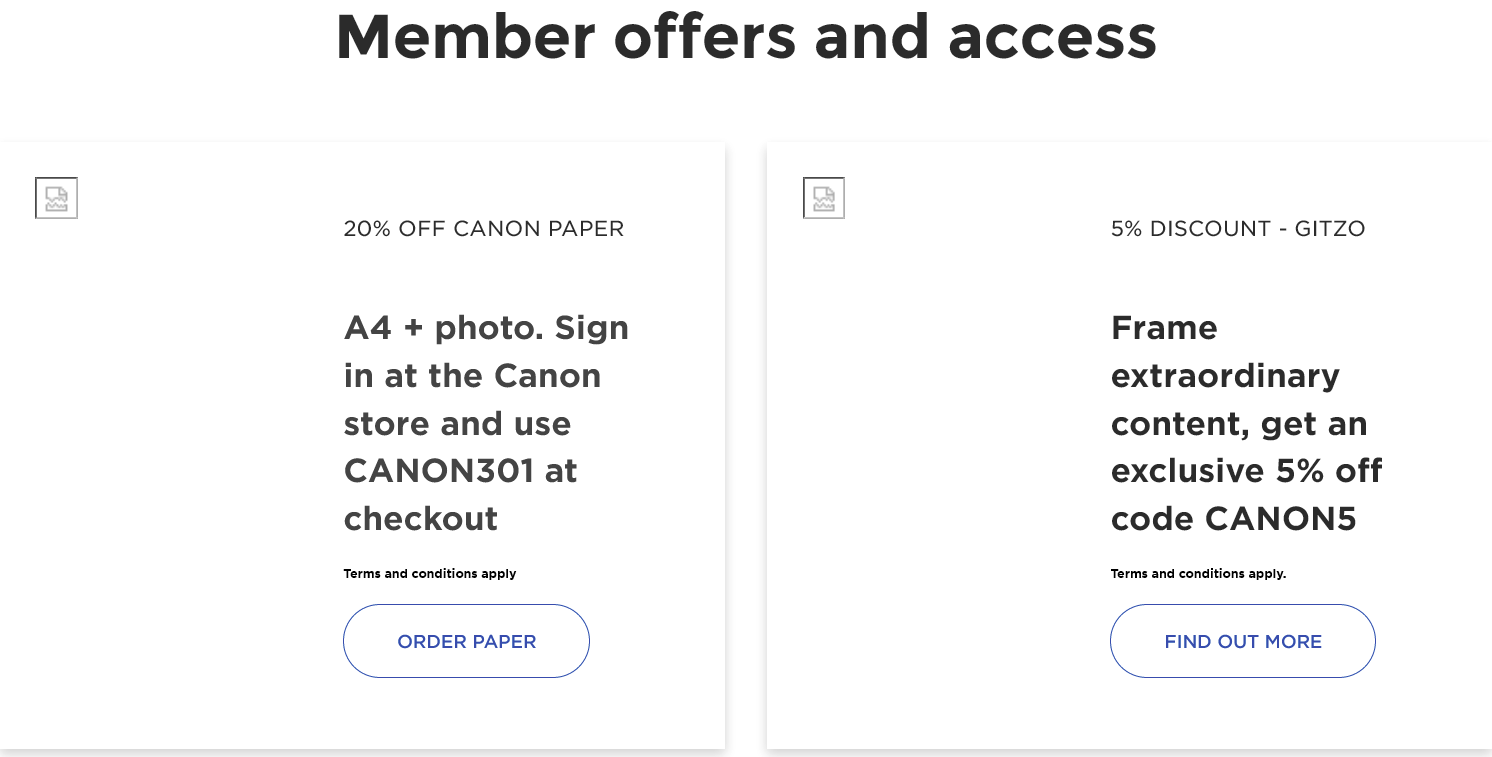 Member offers and access
20% OFF CANON PAPER
A4 + photo. Sign
in at the Canon
store and use
CANON301 at
checkout
Terms and conditions apply
ORDER PAPER
5% DISCOUNT - GITZO
Frame
extraordinary
content, get an
exclusive 5% off
code CANON5
Terms and conditions apply.
FIND OUT MORE